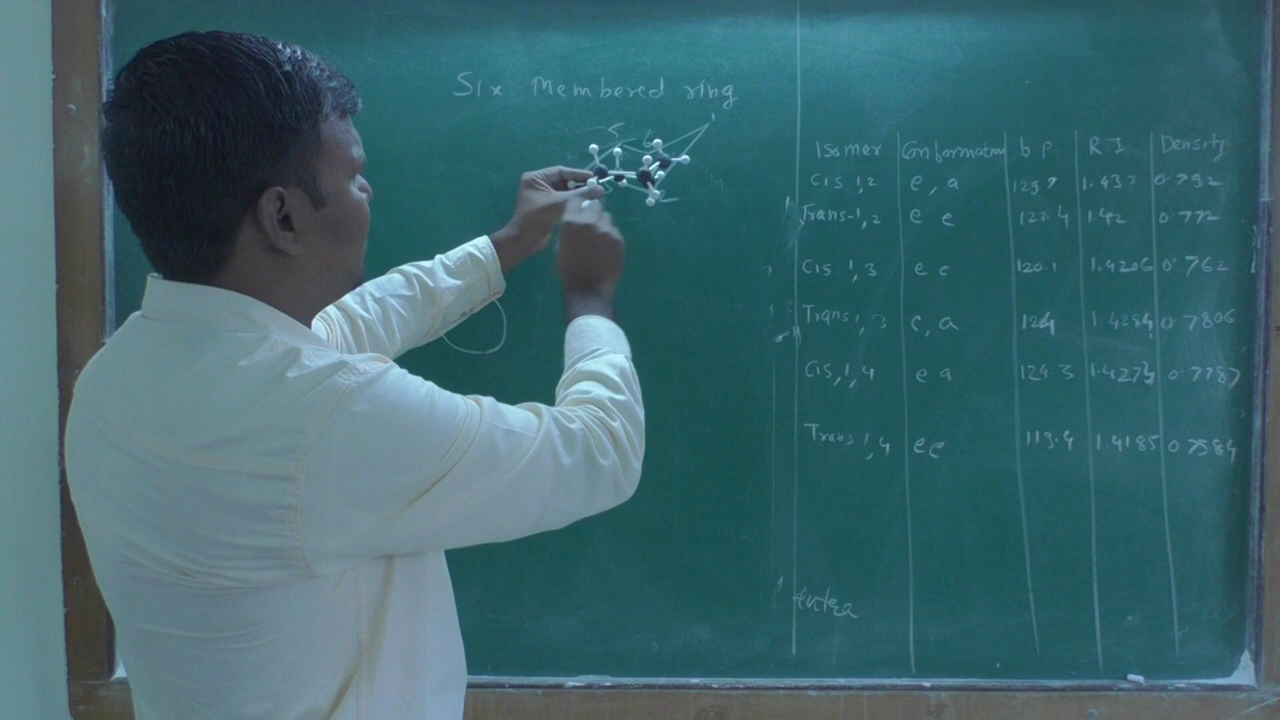 Six Membered ring
5 6 1
Isomer Conformation b p R.I Density
Cis 1,2 e, a 129.7 0.792
Trans-1,2 e e 123.4 1.42 0.772
Cis 1,3 e e 120.1 1.4206 0.762
Trans 1,3 e, a 124 1.4284 0.7806
Cis, 1,4 e a 124.3 1.4273 0.7787
Trans 1,4 e e 119.4 1.4185 0.7584